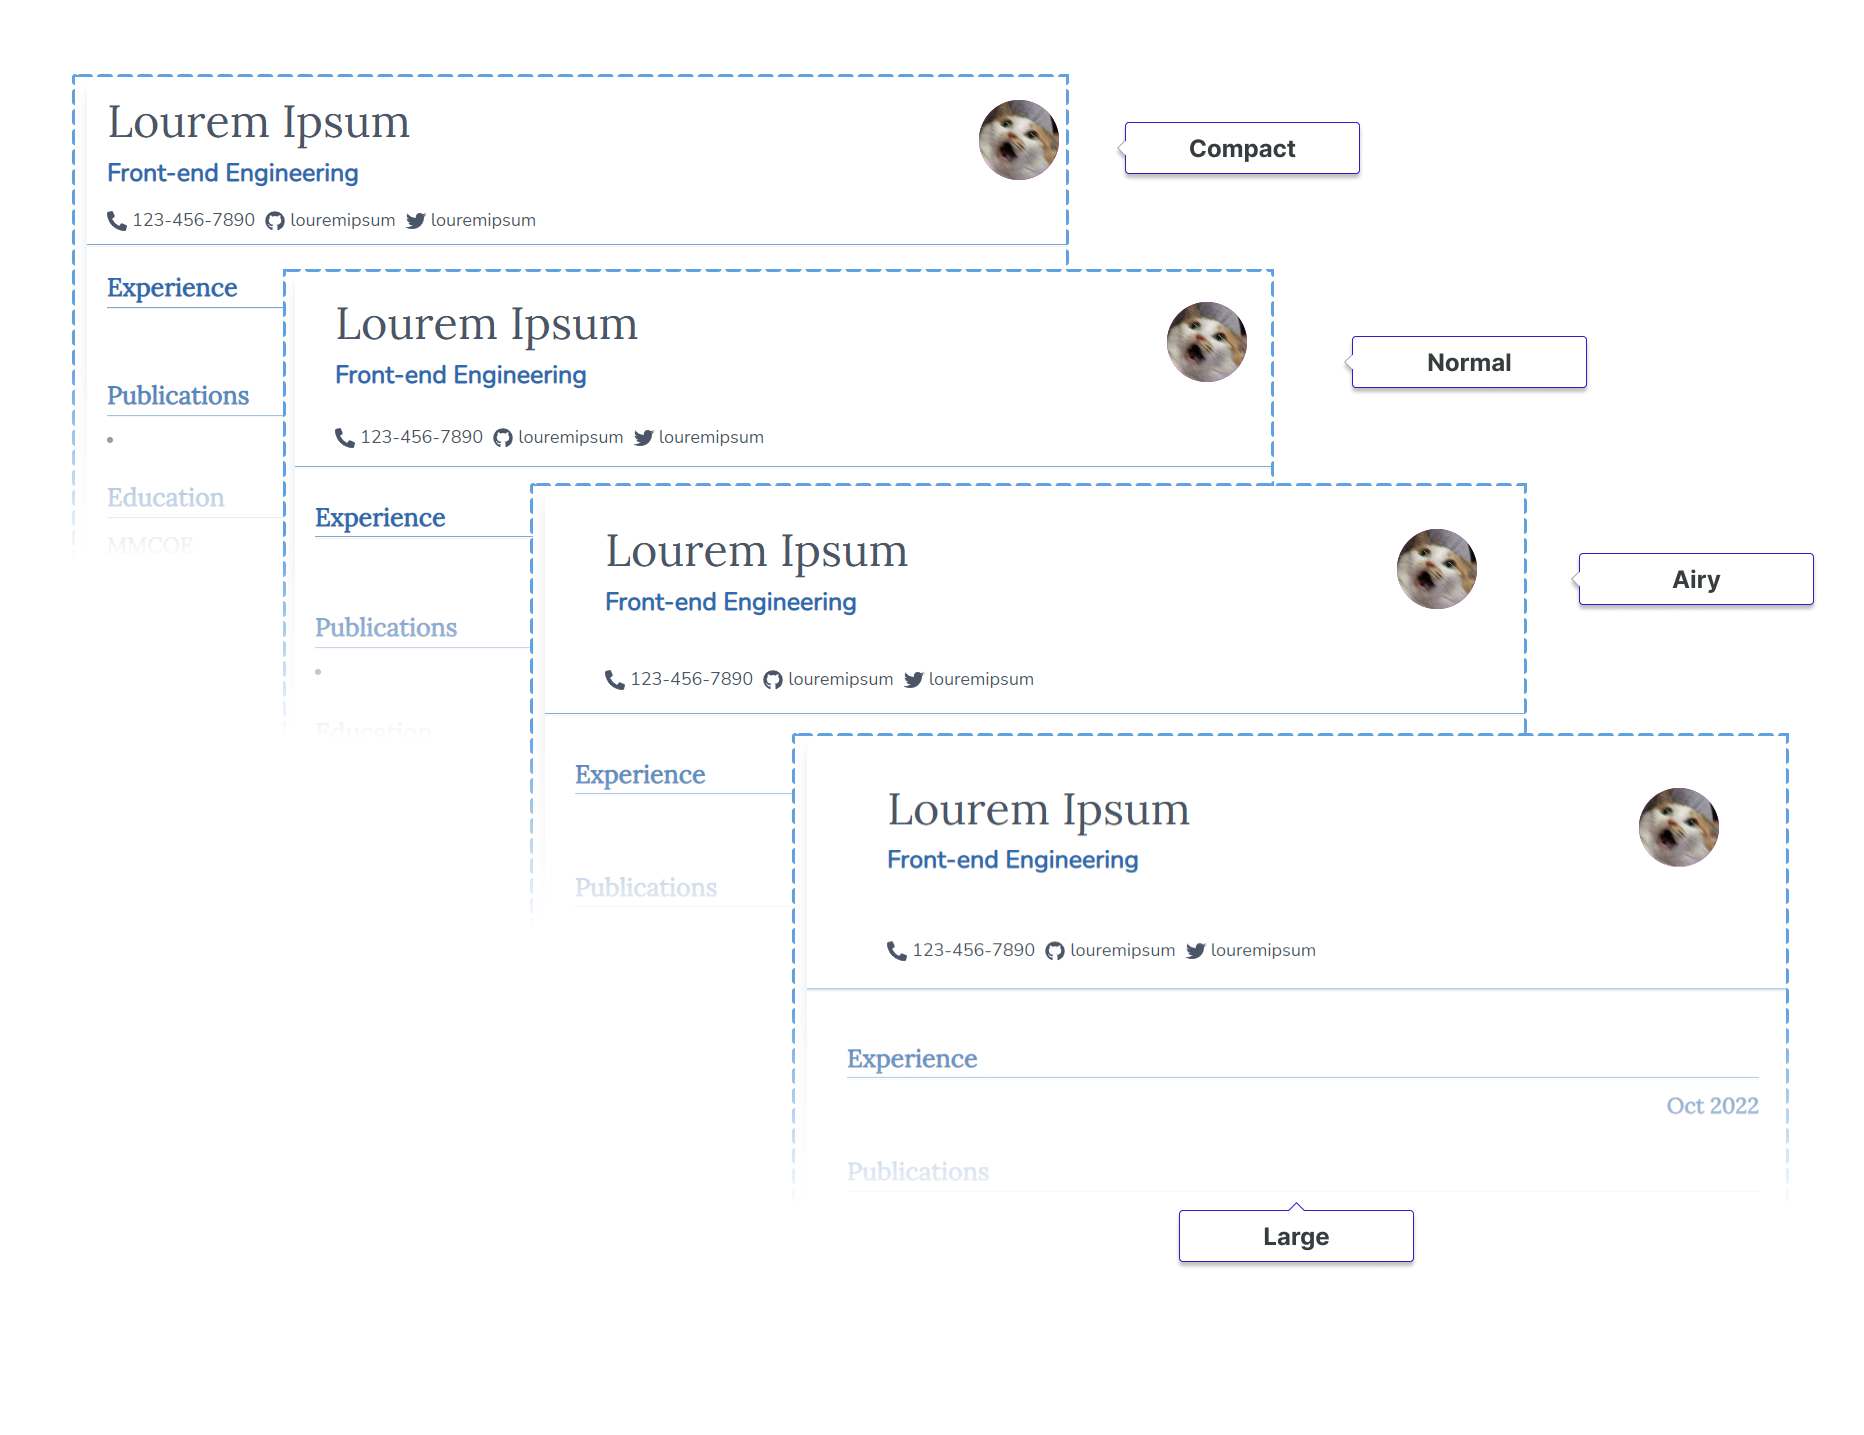 Lourem Ipsum
Front-end Engineering
123-456-7890 louremipsum louremipsum
Experience
Publications
Education
MMCOE
Compact
Lourem Ipsum
Front-end Engineering
123-456-7890 louremipsum louremipsum
Experience
Publications
Education
Normal
Lourem Ipsum
Front-end Engineering
123-456-7890 louremipsum louremipsum
Experience
Publications
Airy
Lourem Ipsum
Front-end Engineering
123-456-7890 louremipsum louremipsum
Experience
Oct 2022
Publications
Large